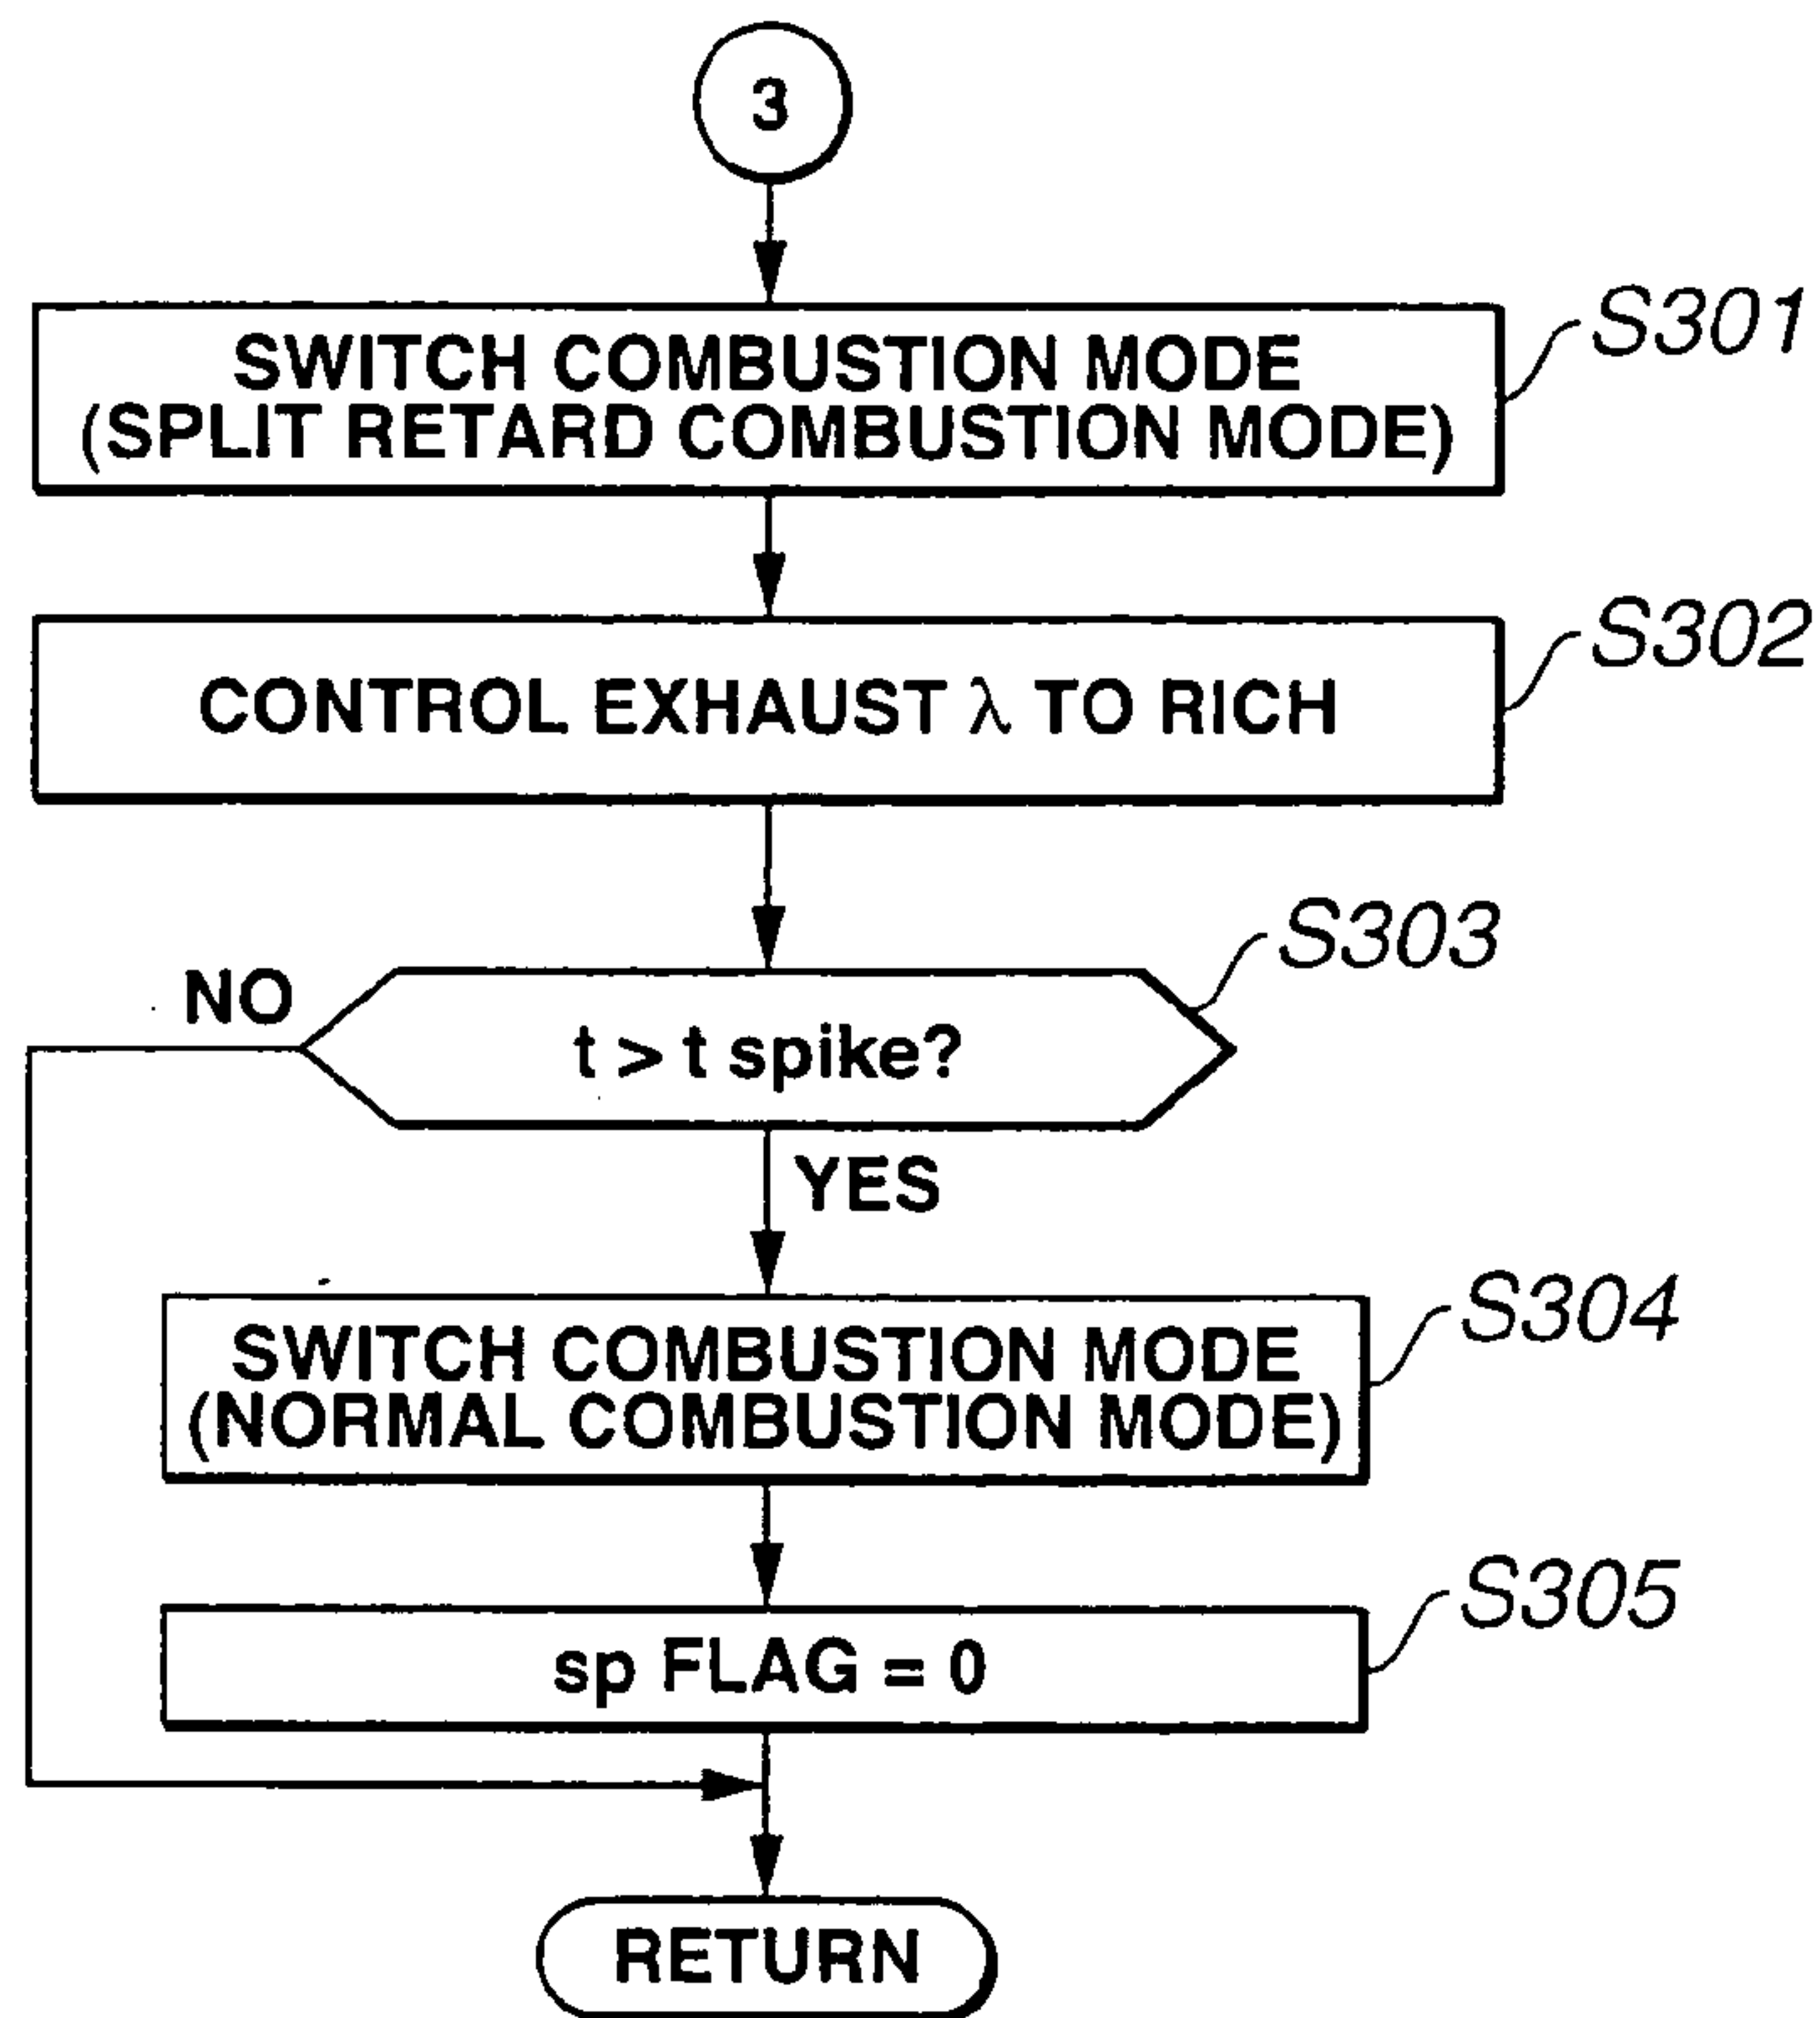 3
SWITCH COMBUSTION MODE
(SPLIT RETARD COMBUSTION MODE)
S301
CONTROL EXHAUST λ TO RICH
S302
S303
NO
t > t spike?
YES
SWITCH COMBUSTION MODE
(NORMAL COMBUSTION MODE)
S304
sp FLAG = 0
S305
RETURN